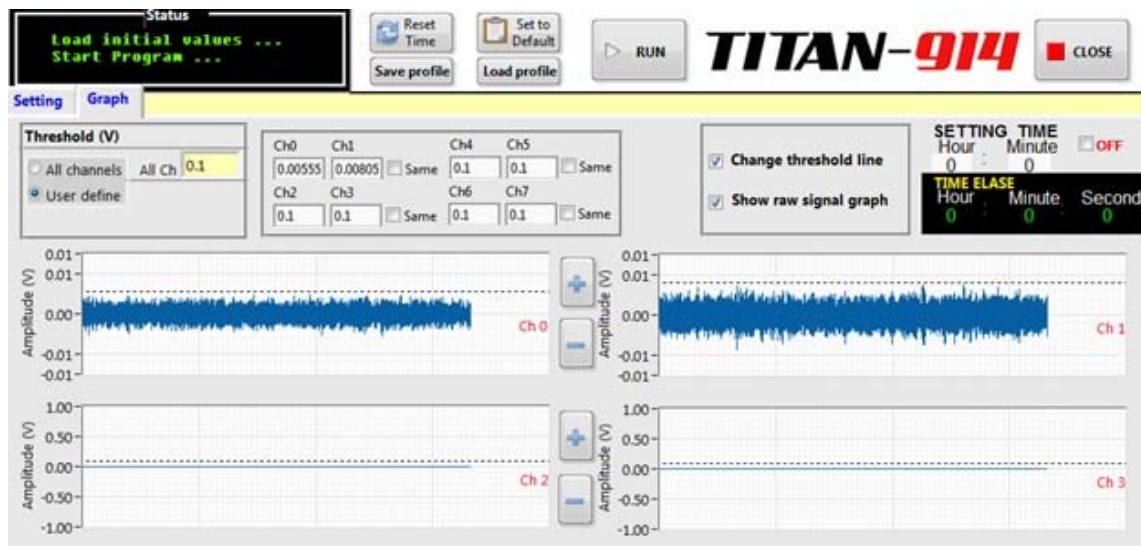 Status
Load initial values ...
Start Program ...
Reset Time
Set to Default
Save profile
Load profile
RUN
TITAN-914
CLOSE
Setting Graph
Threshold (V)
All channels All Ch 0.1
User define
Ch0 Ch1 Ch4 Ch5
0.00555 0.00805 Same 0.1 0.1 Same
Ch2 Ch3 Ch6 Ch7
0.1 0.1 Same 0.1 0.1 Same
Change threshold line
Show raw signal graph
SETTING TIME
Hour Minute OFF
0 : 0
TIME ELASE
Hour Minute Second
0 : 0 : 0
Amplitude (V)
0.01
0.01
0.00
-0.01
-0.01
Ch 0
Amplitude (V)
0.01
0.01
0.00
-0.01
-0.01
Ch 1
Amplitude (V)
1.00
0.50
0.00
-0.50
-1.00
Ch 2
Amplitude (V)
1.00
0.50
0.00
-0.50
-1.00
Ch 3